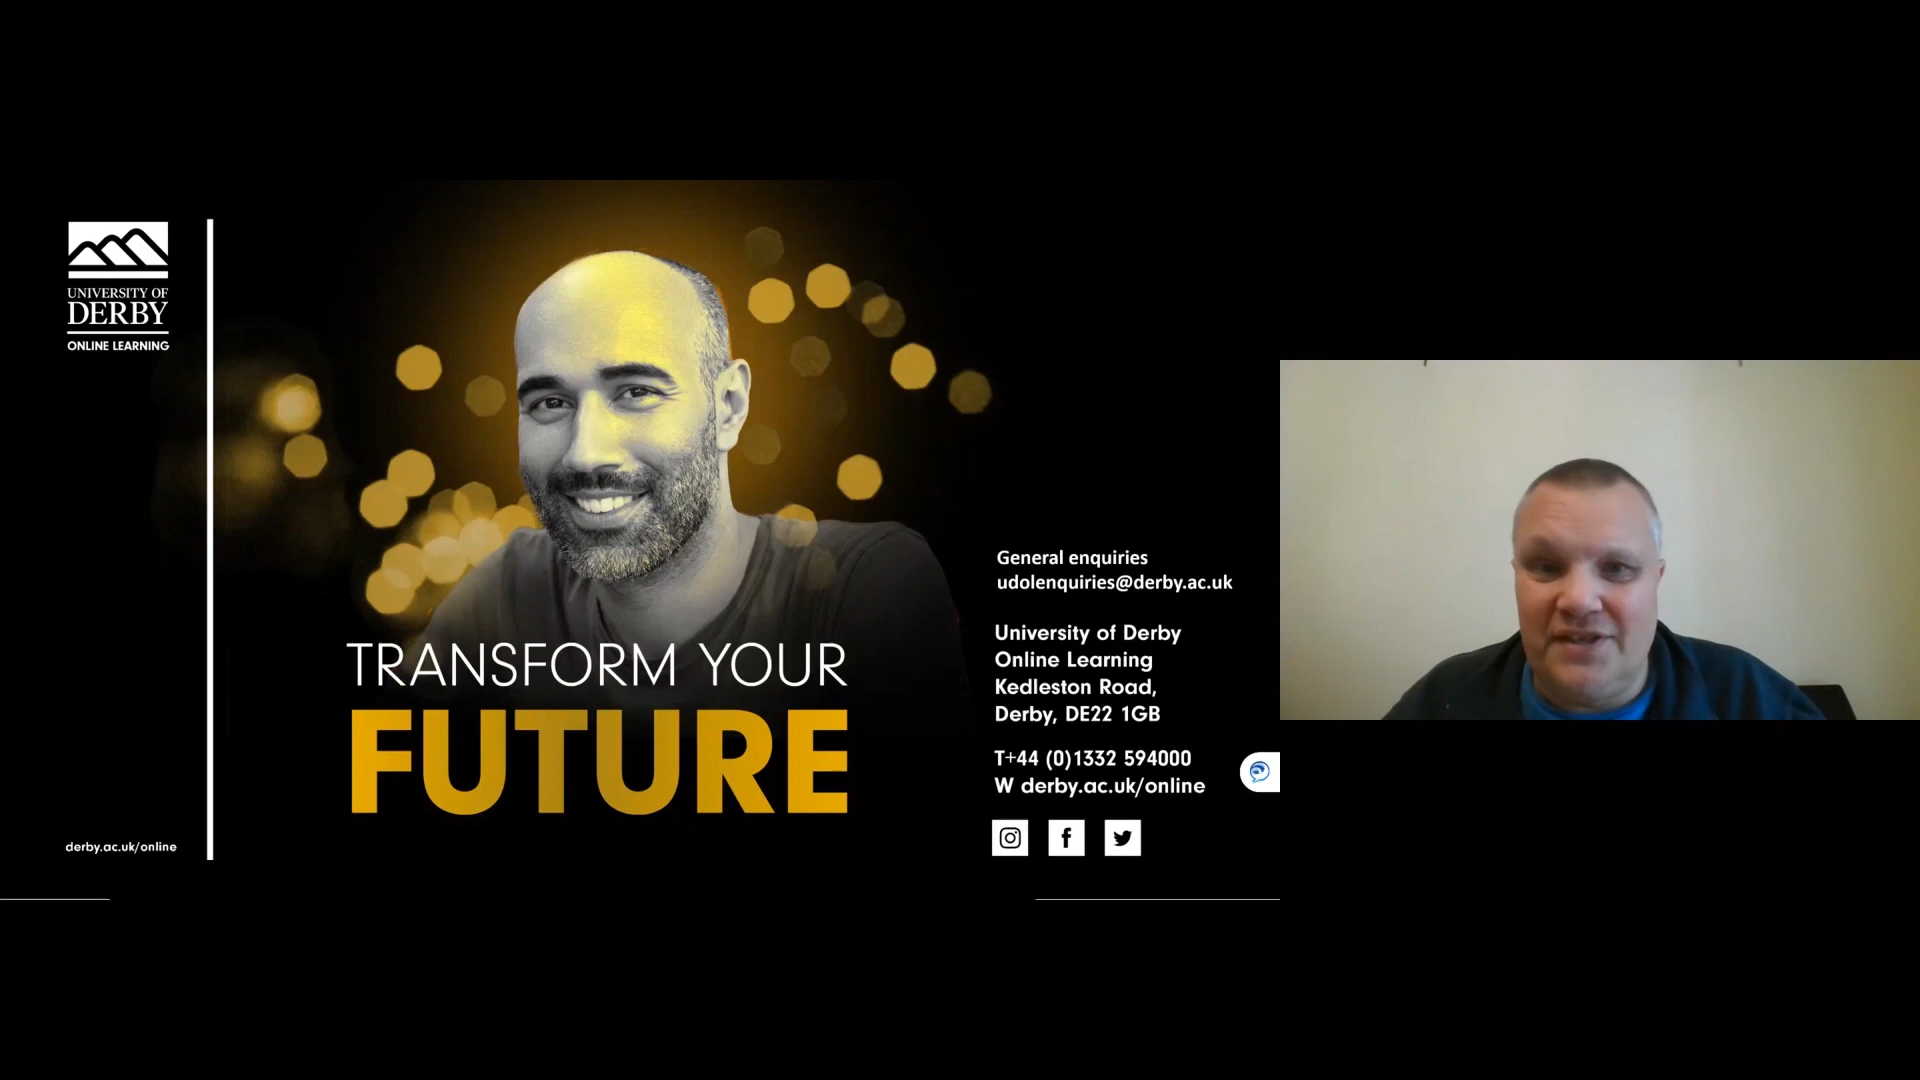 UNIVERSITY OF
DERBY
ONLINE LEARNING
derby.ac.uk/online
TRANSFORM YOUR
FUTURE
General enquiries
udolenquiries@derby.ac.uk
University of Derby
Online Learning
Kedleston Road,
Derby, DE22 1GB
T+44 (0)1332 594000
W derby.ac.uk/online